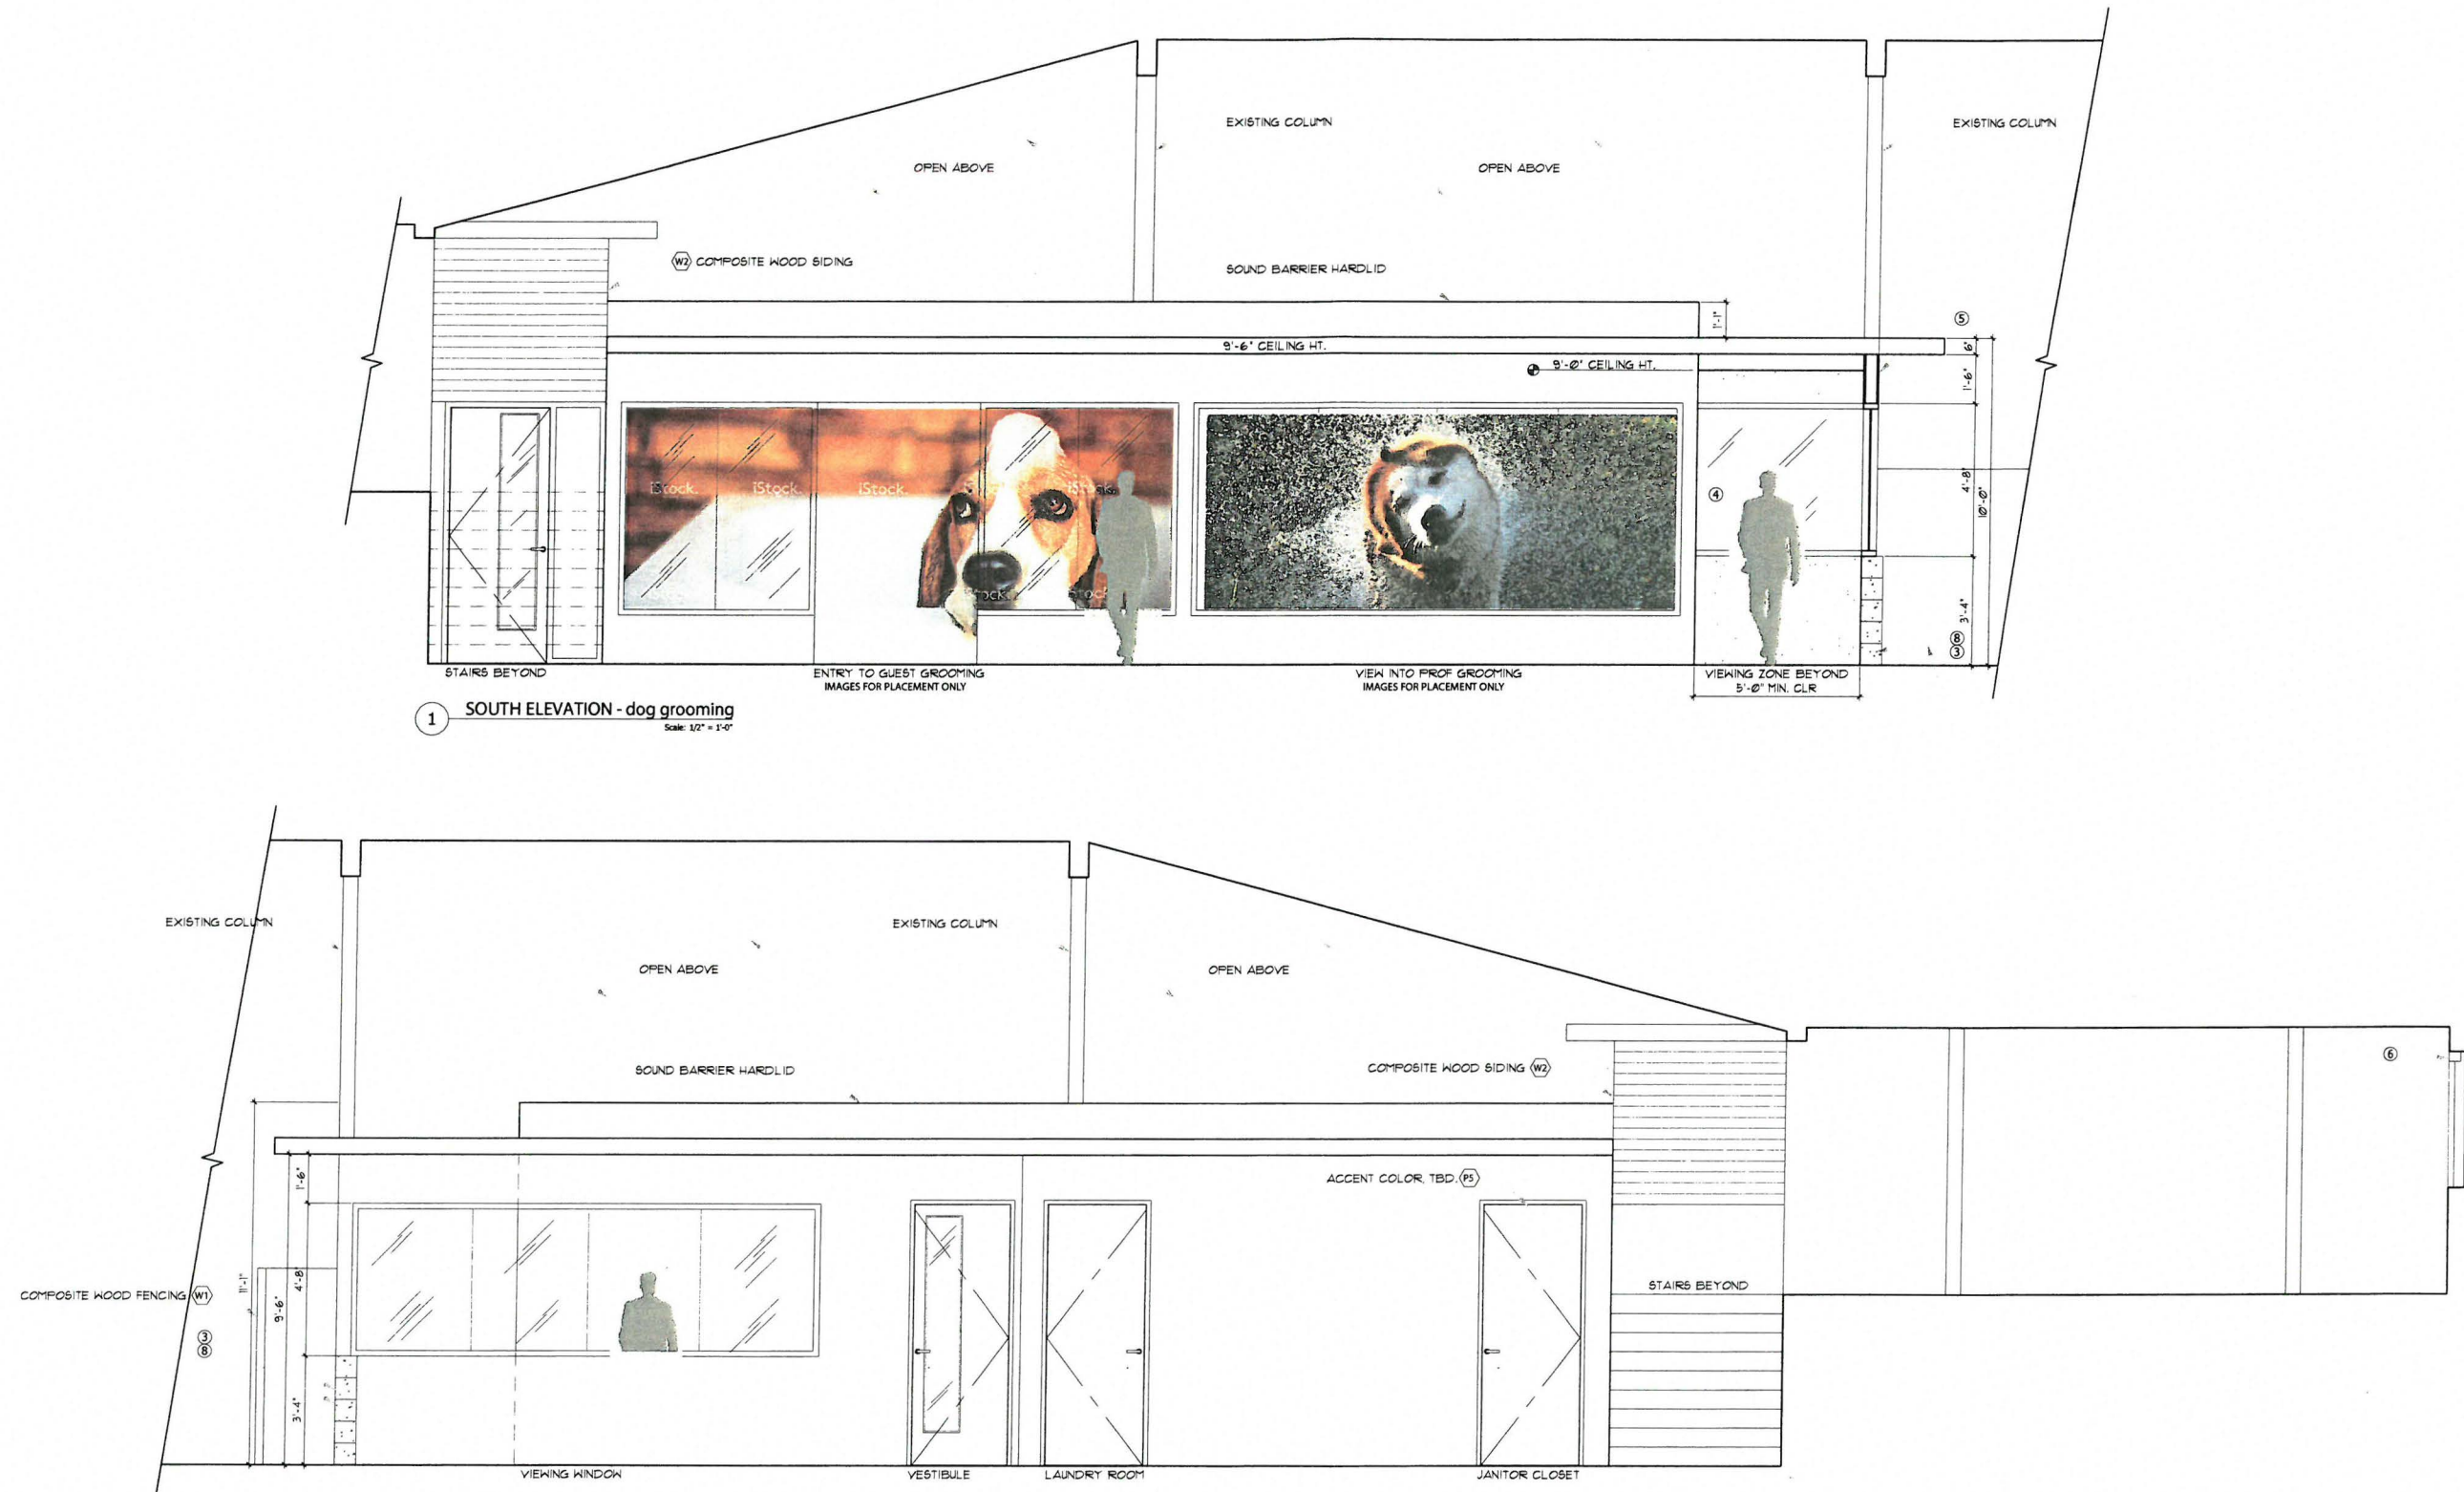 EXISTING COLUMN
EXISTING COLUMN
OPEN ABOVE
OPEN ABOVE
W2 COMPOSITE WOOD SIDING
SOUND BARRIER HARDLID
1'-1"
5
9'-6" CEILING HT.
6"
9'-0" CEILING HT.
1'-6"
iStock.
iStock.
iStock.
4
4'-8"
10'-0"
3'-4"
8
3
STAIRS BEYOND
ENTRY TO GUEST GROOMING
IMAGES FOR PLACEMENT ONLY
VIEW INTO PROF GROOMING
IMAGES FOR PLACEMENT ONLY
VIEWING ZONE BEYOND
5'-0" MIN. CLR
1
SOUTH ELEVATION - dog grooming
Scale: 1/2" = 1'-0"
EXISTING COLUMN
EXISTING COLUMN
OPEN ABOVE
OPEN ABOVE
SOUND BARRIER HARDLID
COMPOSITE WOOD SIDING W2
6
1'-6"
ACCENT COLOR, TBD. P5
11'-1"
4'-8"
9'-6"
COMPOSITE WOOD FENCING W1
STAIRS BEYOND
3
8
3'-4"
VIEWING WINDOW
VESTIBULE
LAUNDRY ROOM
JANITOR CLOSET